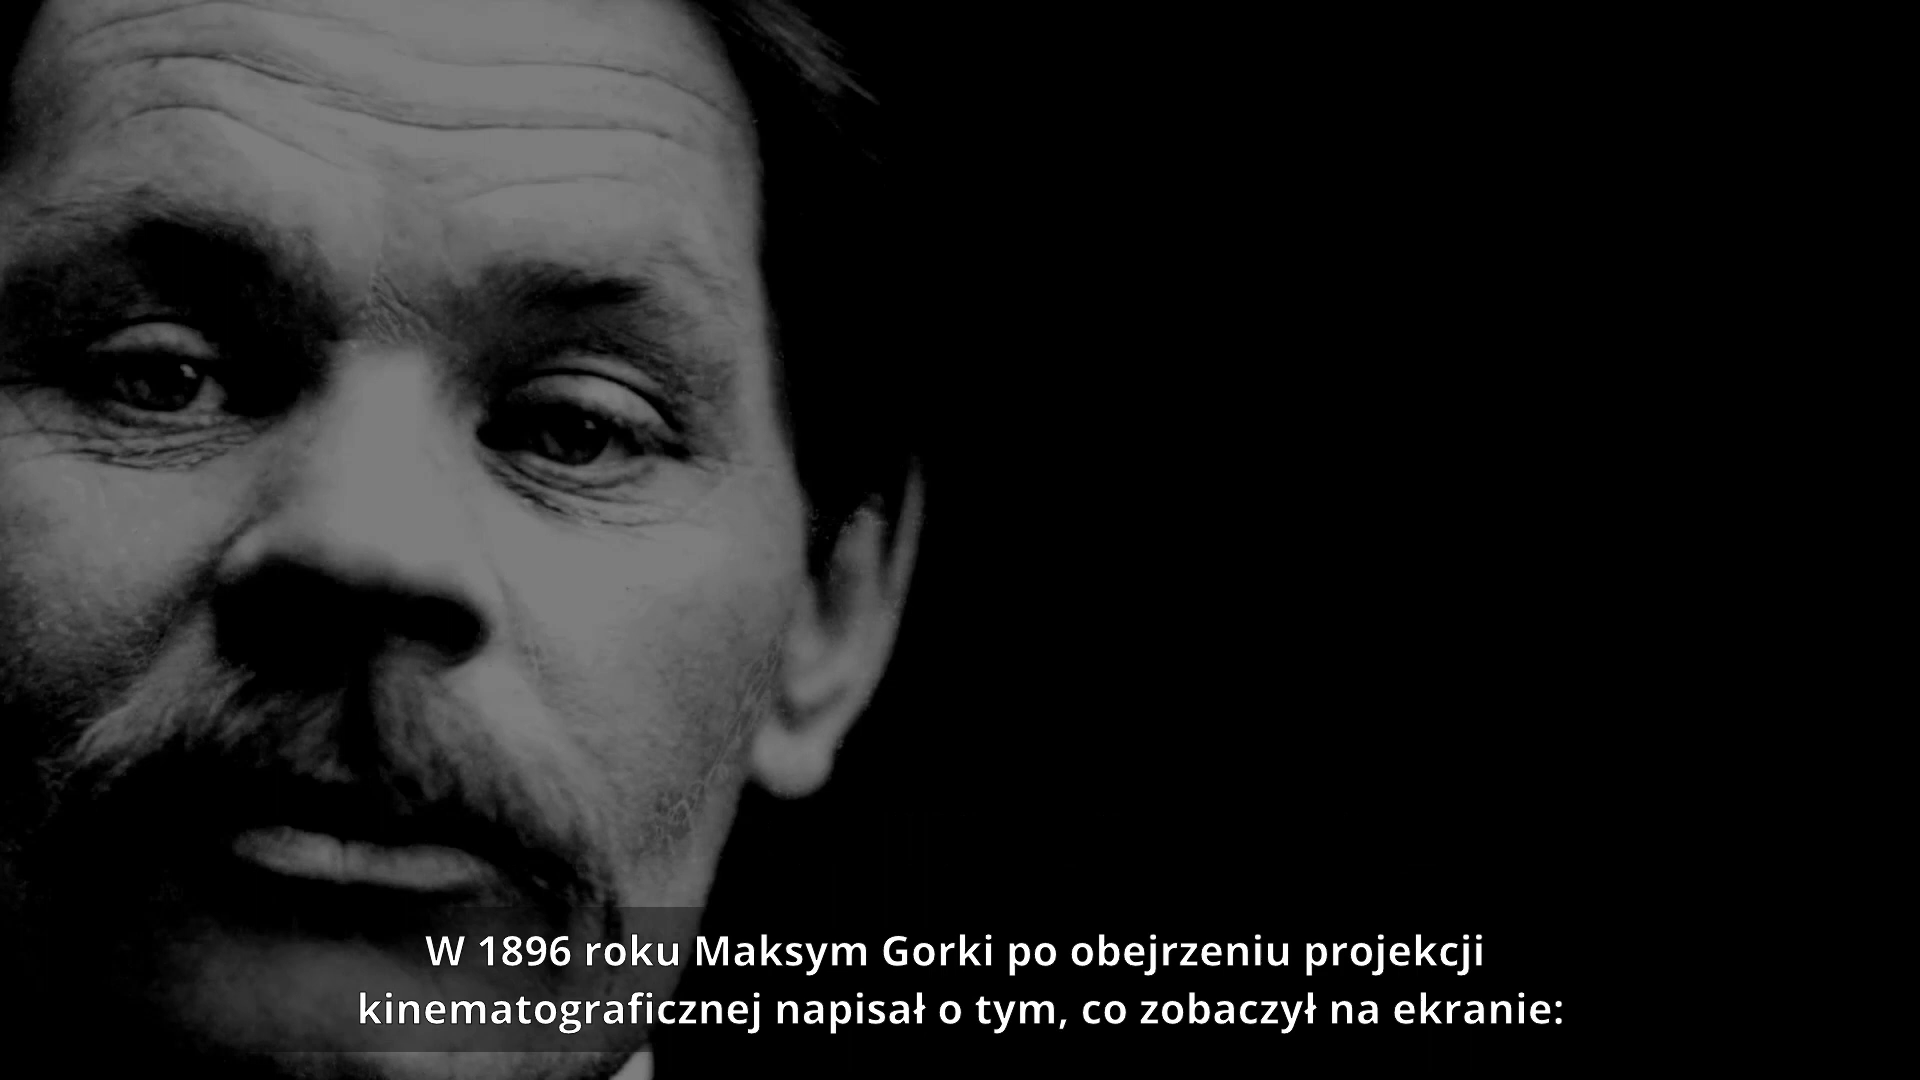 W 1896 roku Maksym Gorki po obejrzeniu projekcji
kinematograficznej napisał o tym, co zobaczył na ekranie: